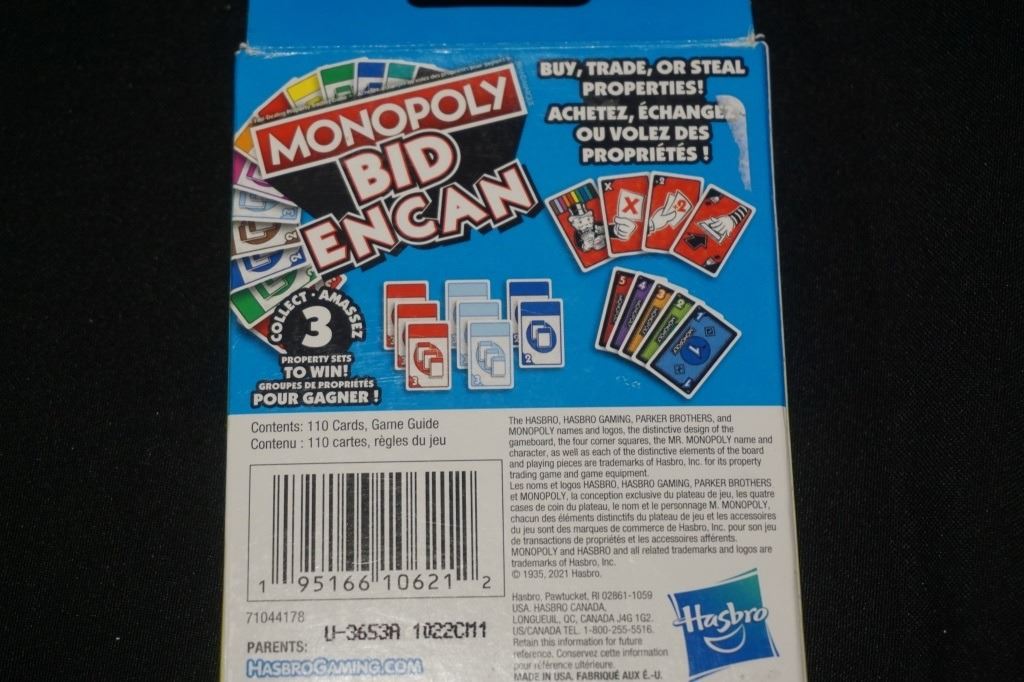 MONOPOLY
BID
ENCAN
BUY, TRADE, OR STEAL
PROPERTIES!
ACHETEZ, ÉCHANGEZ
OU VOLEZ DES
PROPRIÉTÉS !
COLLECT · AMASSEZ
3
PROPERTY SETS
TO WIN!
GROUPES DE PROPRIÉTÉS
POUR GAGNER !
Contents: 110 Cards, Game Guide
Contenu : 110 cartes, règles du jeu
The HASBRO, HASBRO GAMING, PARKER BROTHERS, and
MONOPOLY names and logos, the distinctive design of the
gameboard, the four corner squares, the MR. MONOPOLY name and
character, as well as each of the distinctive elements of the board
and playing pieces are trademarks of Hasbro, Inc. for its property
trading game and game equipment.
Les noms et logos HASBRO, HASBRO GAMING, PARKER BROTHERS
et MONOPOLY, la conception exclusive du plateau de jeu, les quatre
cases de coin du plateau, le nom et le personnage M. MONOPOLY,
chacun des éléments distinctifs du plateau de jeu et les accessoires
du jeu sont des marques de commerce de Hasbro, Inc. pour son jeu
de transactions de propriétés et les accessoires afférents.
MONOPOLY and HASBRO and all related trademarks and logos are
trademarks of Hasbro, Inc.
© 1935, 2021 Hasbro.
1 95166 10621 2
71044178
U-3653A 1022CM1
PARENTS:
HASBROGAMING.COM
Hasbro, Pawtucket, RI 02861-1059
USA. HASBRO CANADA,
LONGUEUIL, QC, CANADA J4G 1G2.
US/CANADA TEL. 1-800-255-5516.
Retain this information for future
reference. Conservez cette information
pour référence ultérieure.
MADE IN USA. FABRIQUÉ AUX É.-U.
Hasbro